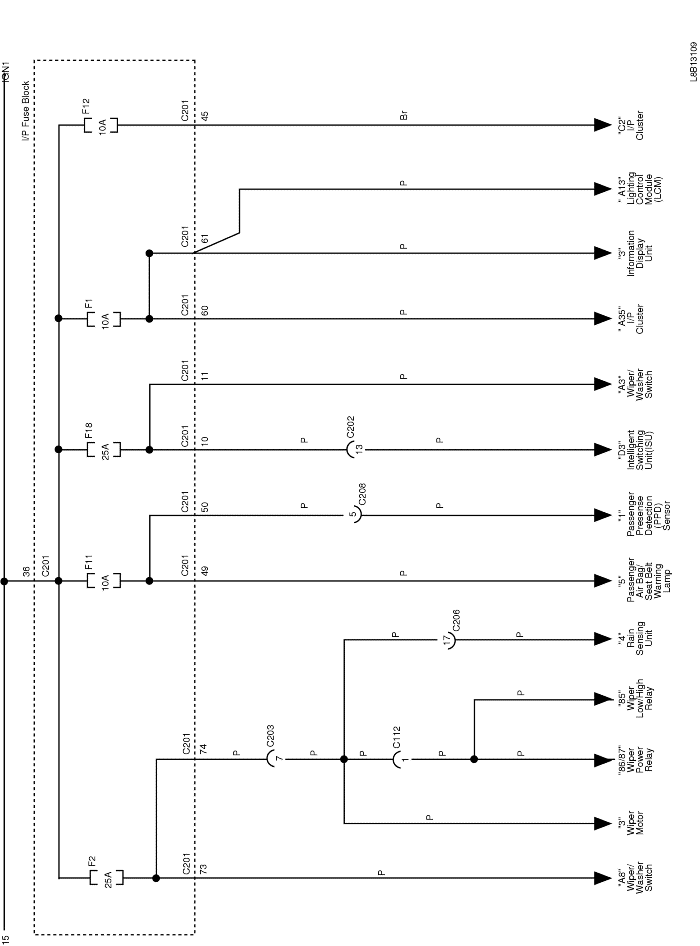 L8B13109
IGN1
I/P Fuse Block
F12
10A
C201
45
Br
"C2"
I/P
Cluster
P
" A13"
Lighting
Control
Module
(LCM)
C201
61
P
"3"
Information
Display
Unit
F1
10A
C201
60
P
" A35"
I/P
Cluster
C201
11
P
"A3"
Wiper/
Washer
Switch
F18
25A
C201
10
P
C202
13
P
"D3"
Intelligent
Switching
Unit(ISU)
C201
50
P
C208
5
P
"1"
Passenger
Presense
Detection
(PPD)
Sensor
36
C201
F11
10A
C201
49
P
"5"
Passenger
Air Bag/
Seat Belt
Warning
Lamp
P
C206
17
P
"4"
Rain
Sensing
Unit
P
"85"
Wiper
Low/High
Relay
C201
74
P
C203
7
P
P
C112
1
P
P
"86/87"
Wiper
Power
Relay
P
"3"
Wiper
Motor
F2
25A
C201
73
P
"A8"
Wiper/
Washer
Switch
15